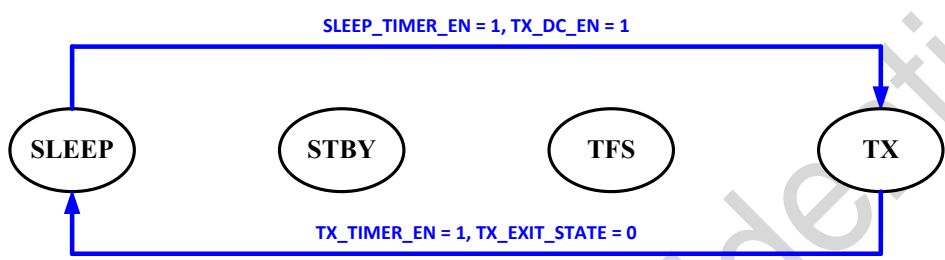 SLEEP_TIMER_EN = 1, TX_DC_EN = 1
SLEEP STBY TFS TX
TX_TIMER_EN = 1, TX_EXIT_STATE = 0